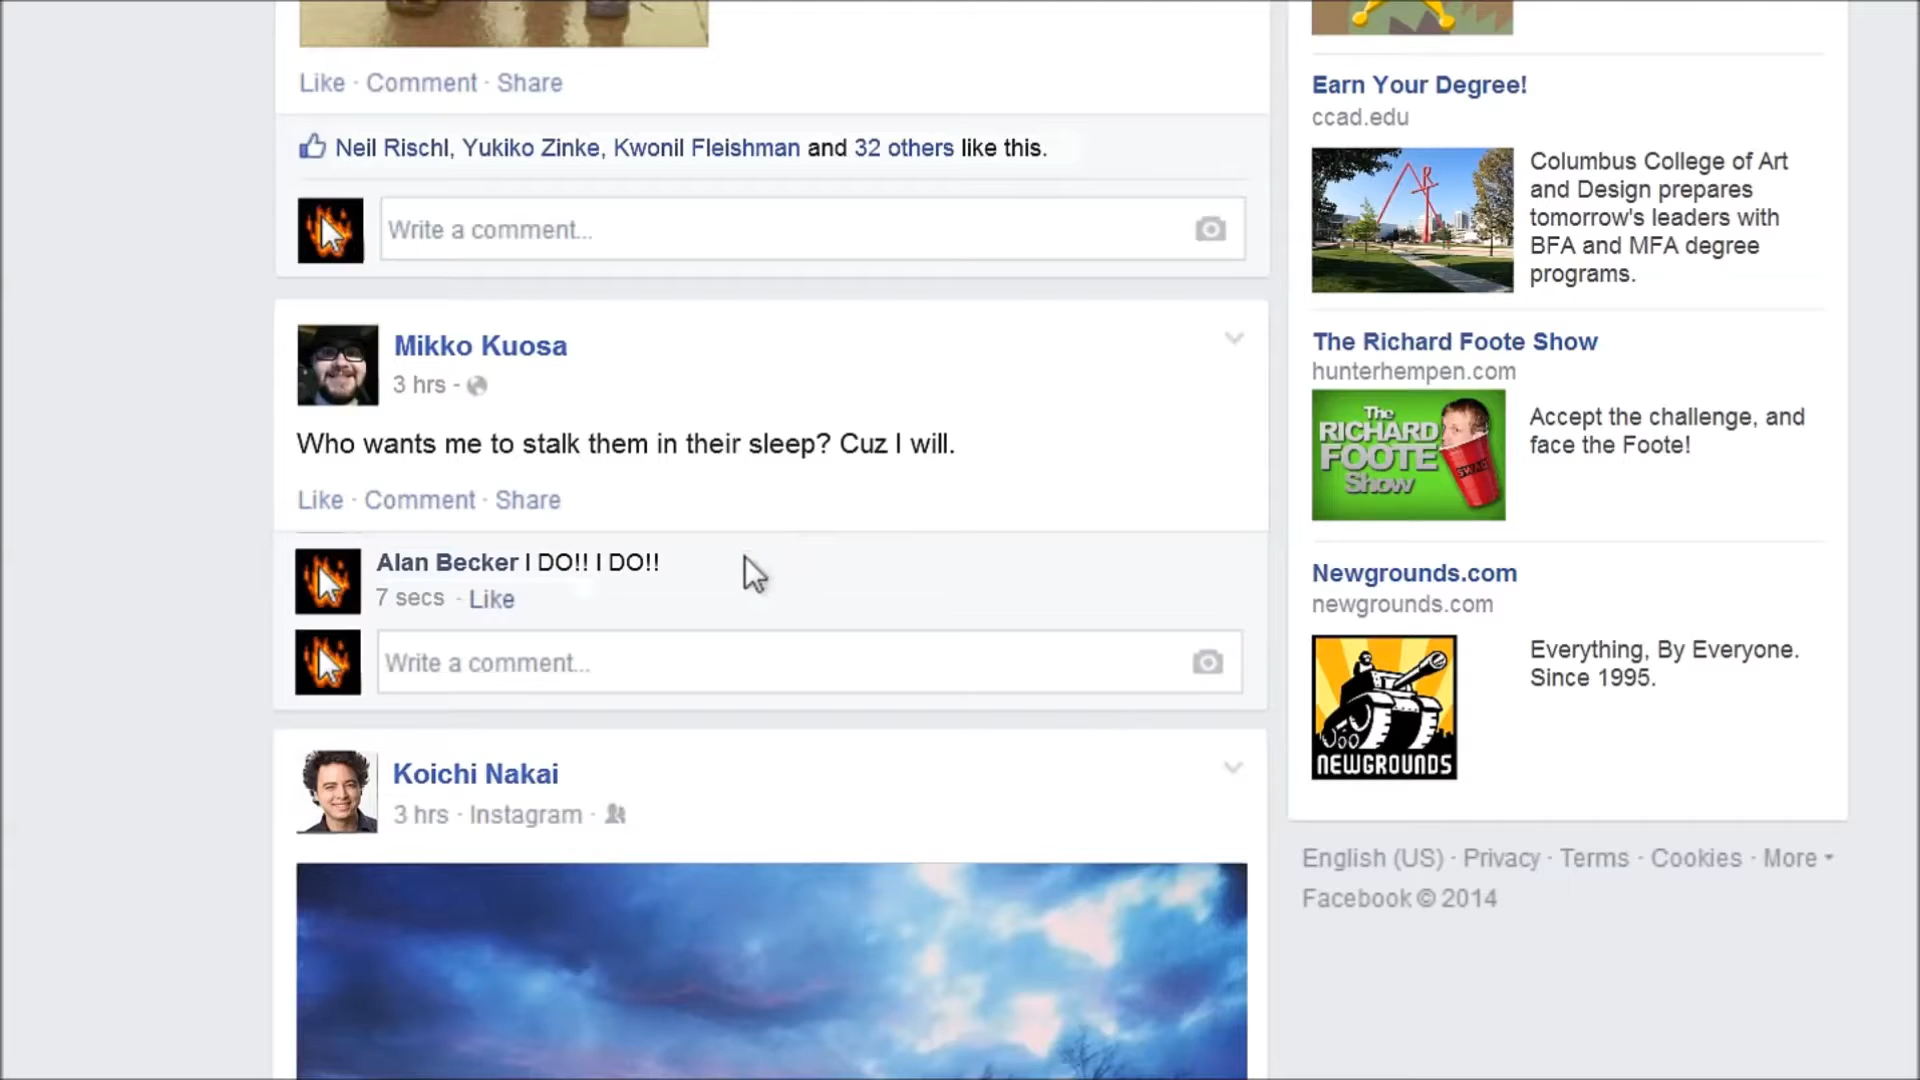 Like · Comment · Share
Neil Rischl, Yukiko Zinke, Kwonil Fleishman and 32 others like this.
Write a comment...
Mikko Kuosa
3 hrs -
Who wants me to stalk them in their sleep? Cuz I will.
Like · Comment · Share
Alan Becker I DO!! I DO!!
7 secs · Like
Write a comment...
Koichi Nakai
3 hrs · Instagram ·
Earn Your Degree!
ccad.edu
Columbus College of Art
and Design prepares
tomorrow's leaders with
BFA and MFA degree
programs.
The Richard Foote Show
hunterhempen.com
The
RICHARD
FOOTE
Show
SWAG
Accept the challenge, and
face the Foote!
Newgrounds.com
newgrounds.com
NEWGROUNDS
Everything, By Everyone.
Since 1995.
English (US) · Privacy · Terms · Cookies · More
Facebook © 2014